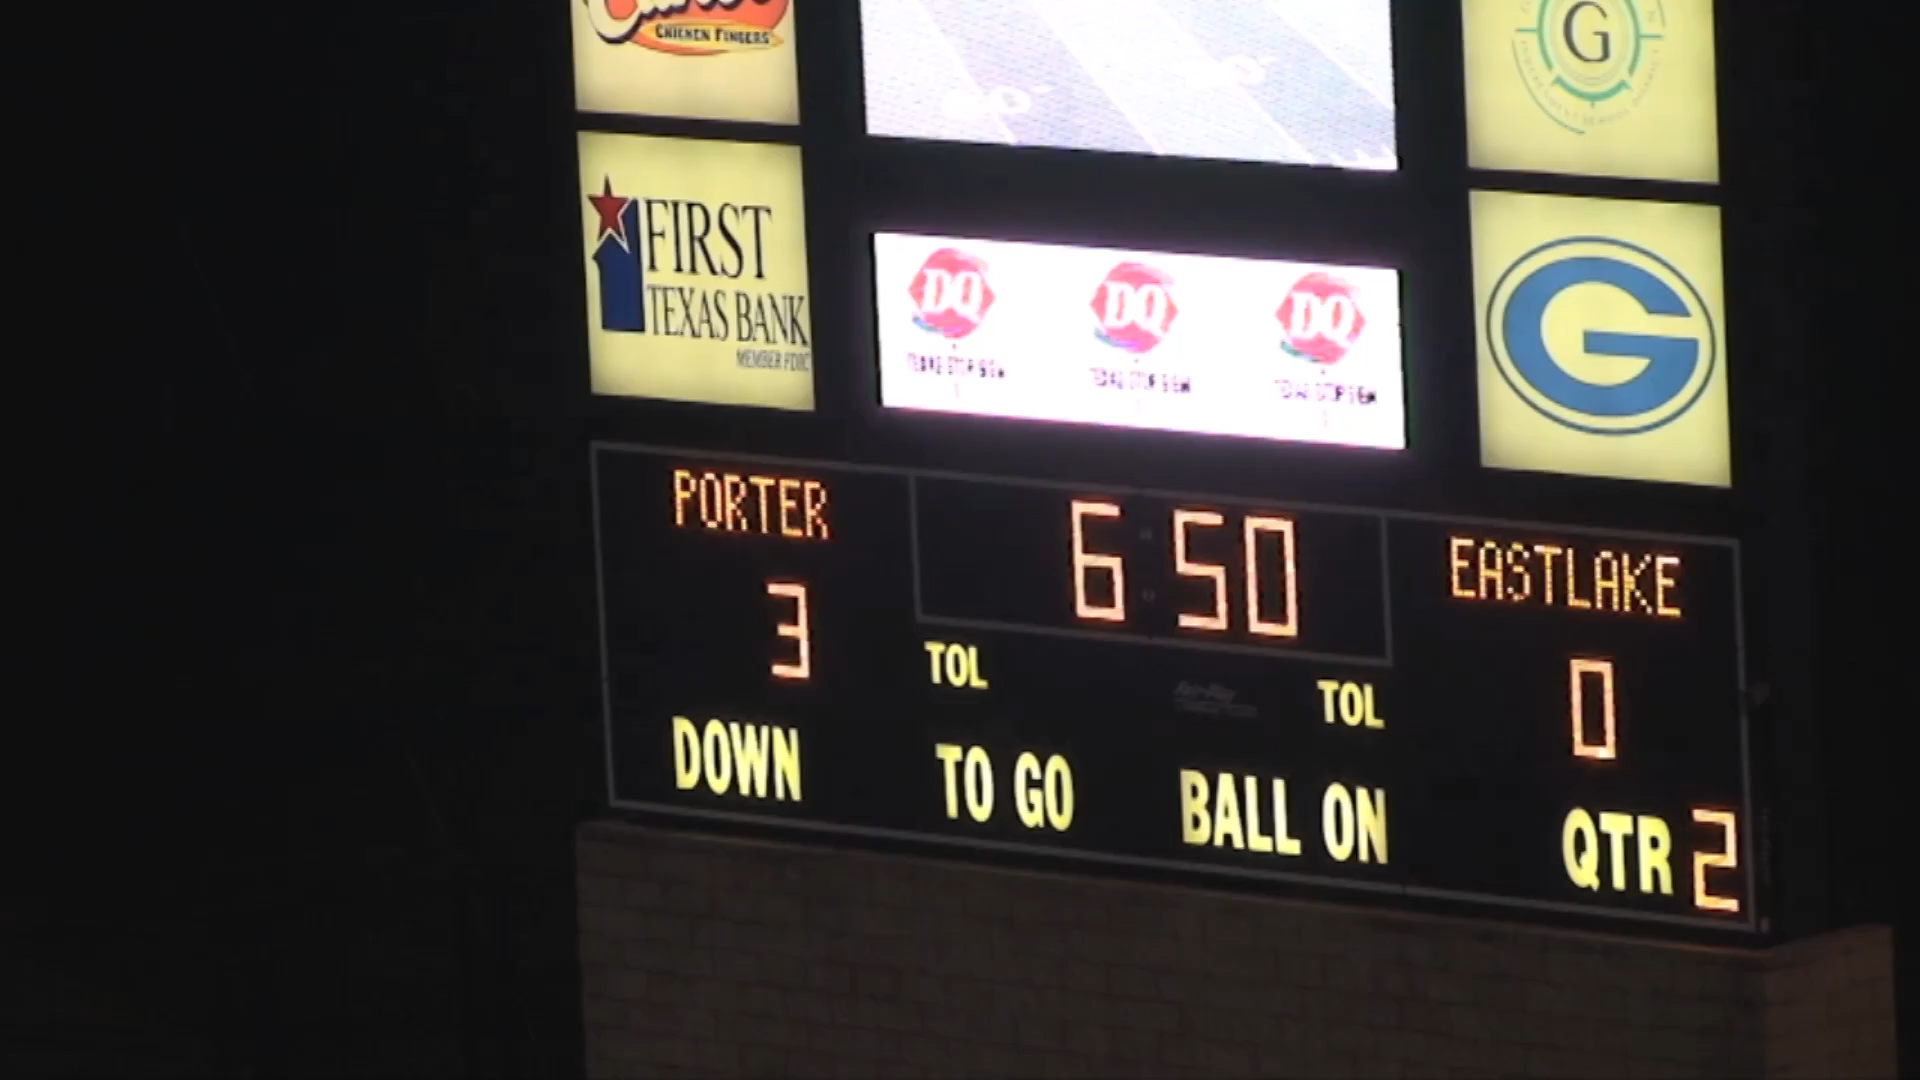 CHICKEN FINGERS
G
FIRST
TEXAS BANK
MEMBER FDIC
DQ DQ DQ
G
PORTER 6:50 EASTLAKE
3 TOL TOL 0
DOWN TO GO BALL ON QTR 2